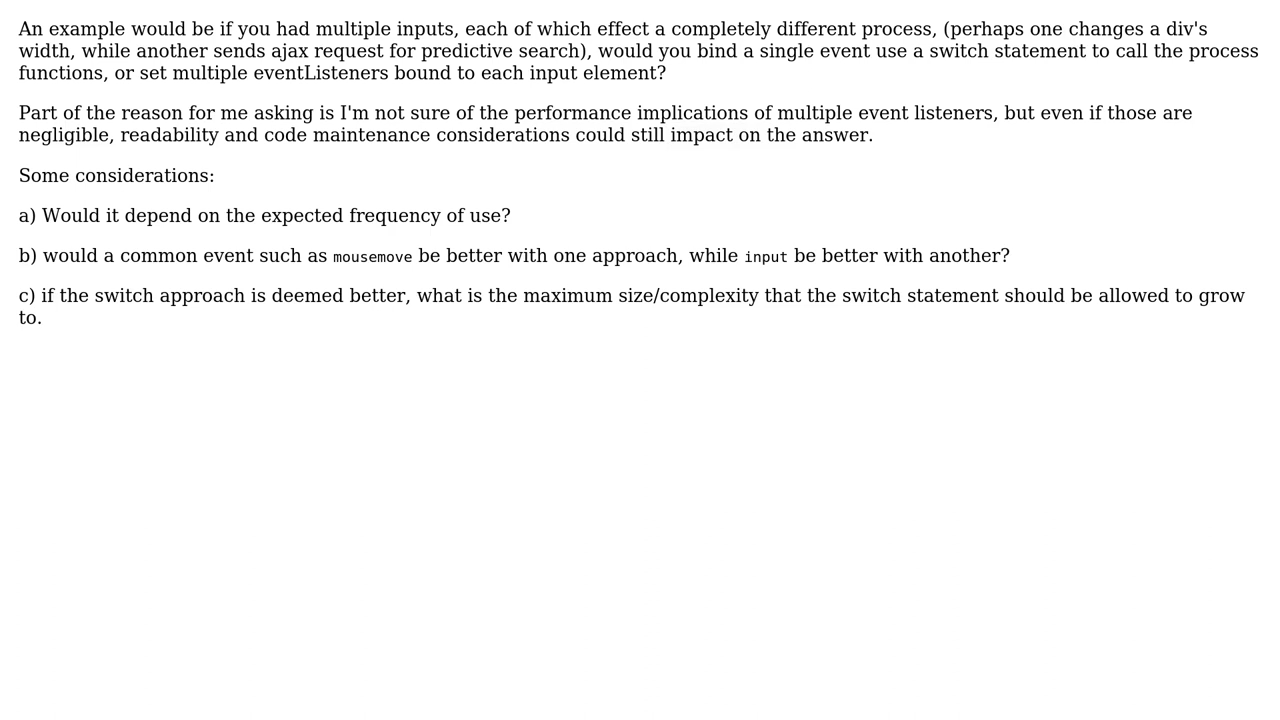 An example would be if you had multiple inputs, each of which effect a completely different process, (perhaps one changes a div's
width, while another sends ajax request for predictive search), would you bind a single event use a switch statement to call the process
functions, or set multiple eventListeners bound to each input element?
Part of the reason for me asking is I'm not sure of the performance implications of multiple event listeners, but even if those are
negligible, readability and code maintenance considerations could still impact on the answer.
Some considerations:
a) Would it depend on the expected frequency of use?
b) would a common event such as mousemove be better with one approach, while input be better with another?
c) if the switch approach is deemed better, what is the maximum size/complexity that the switch statement should be allowed to grow
to.